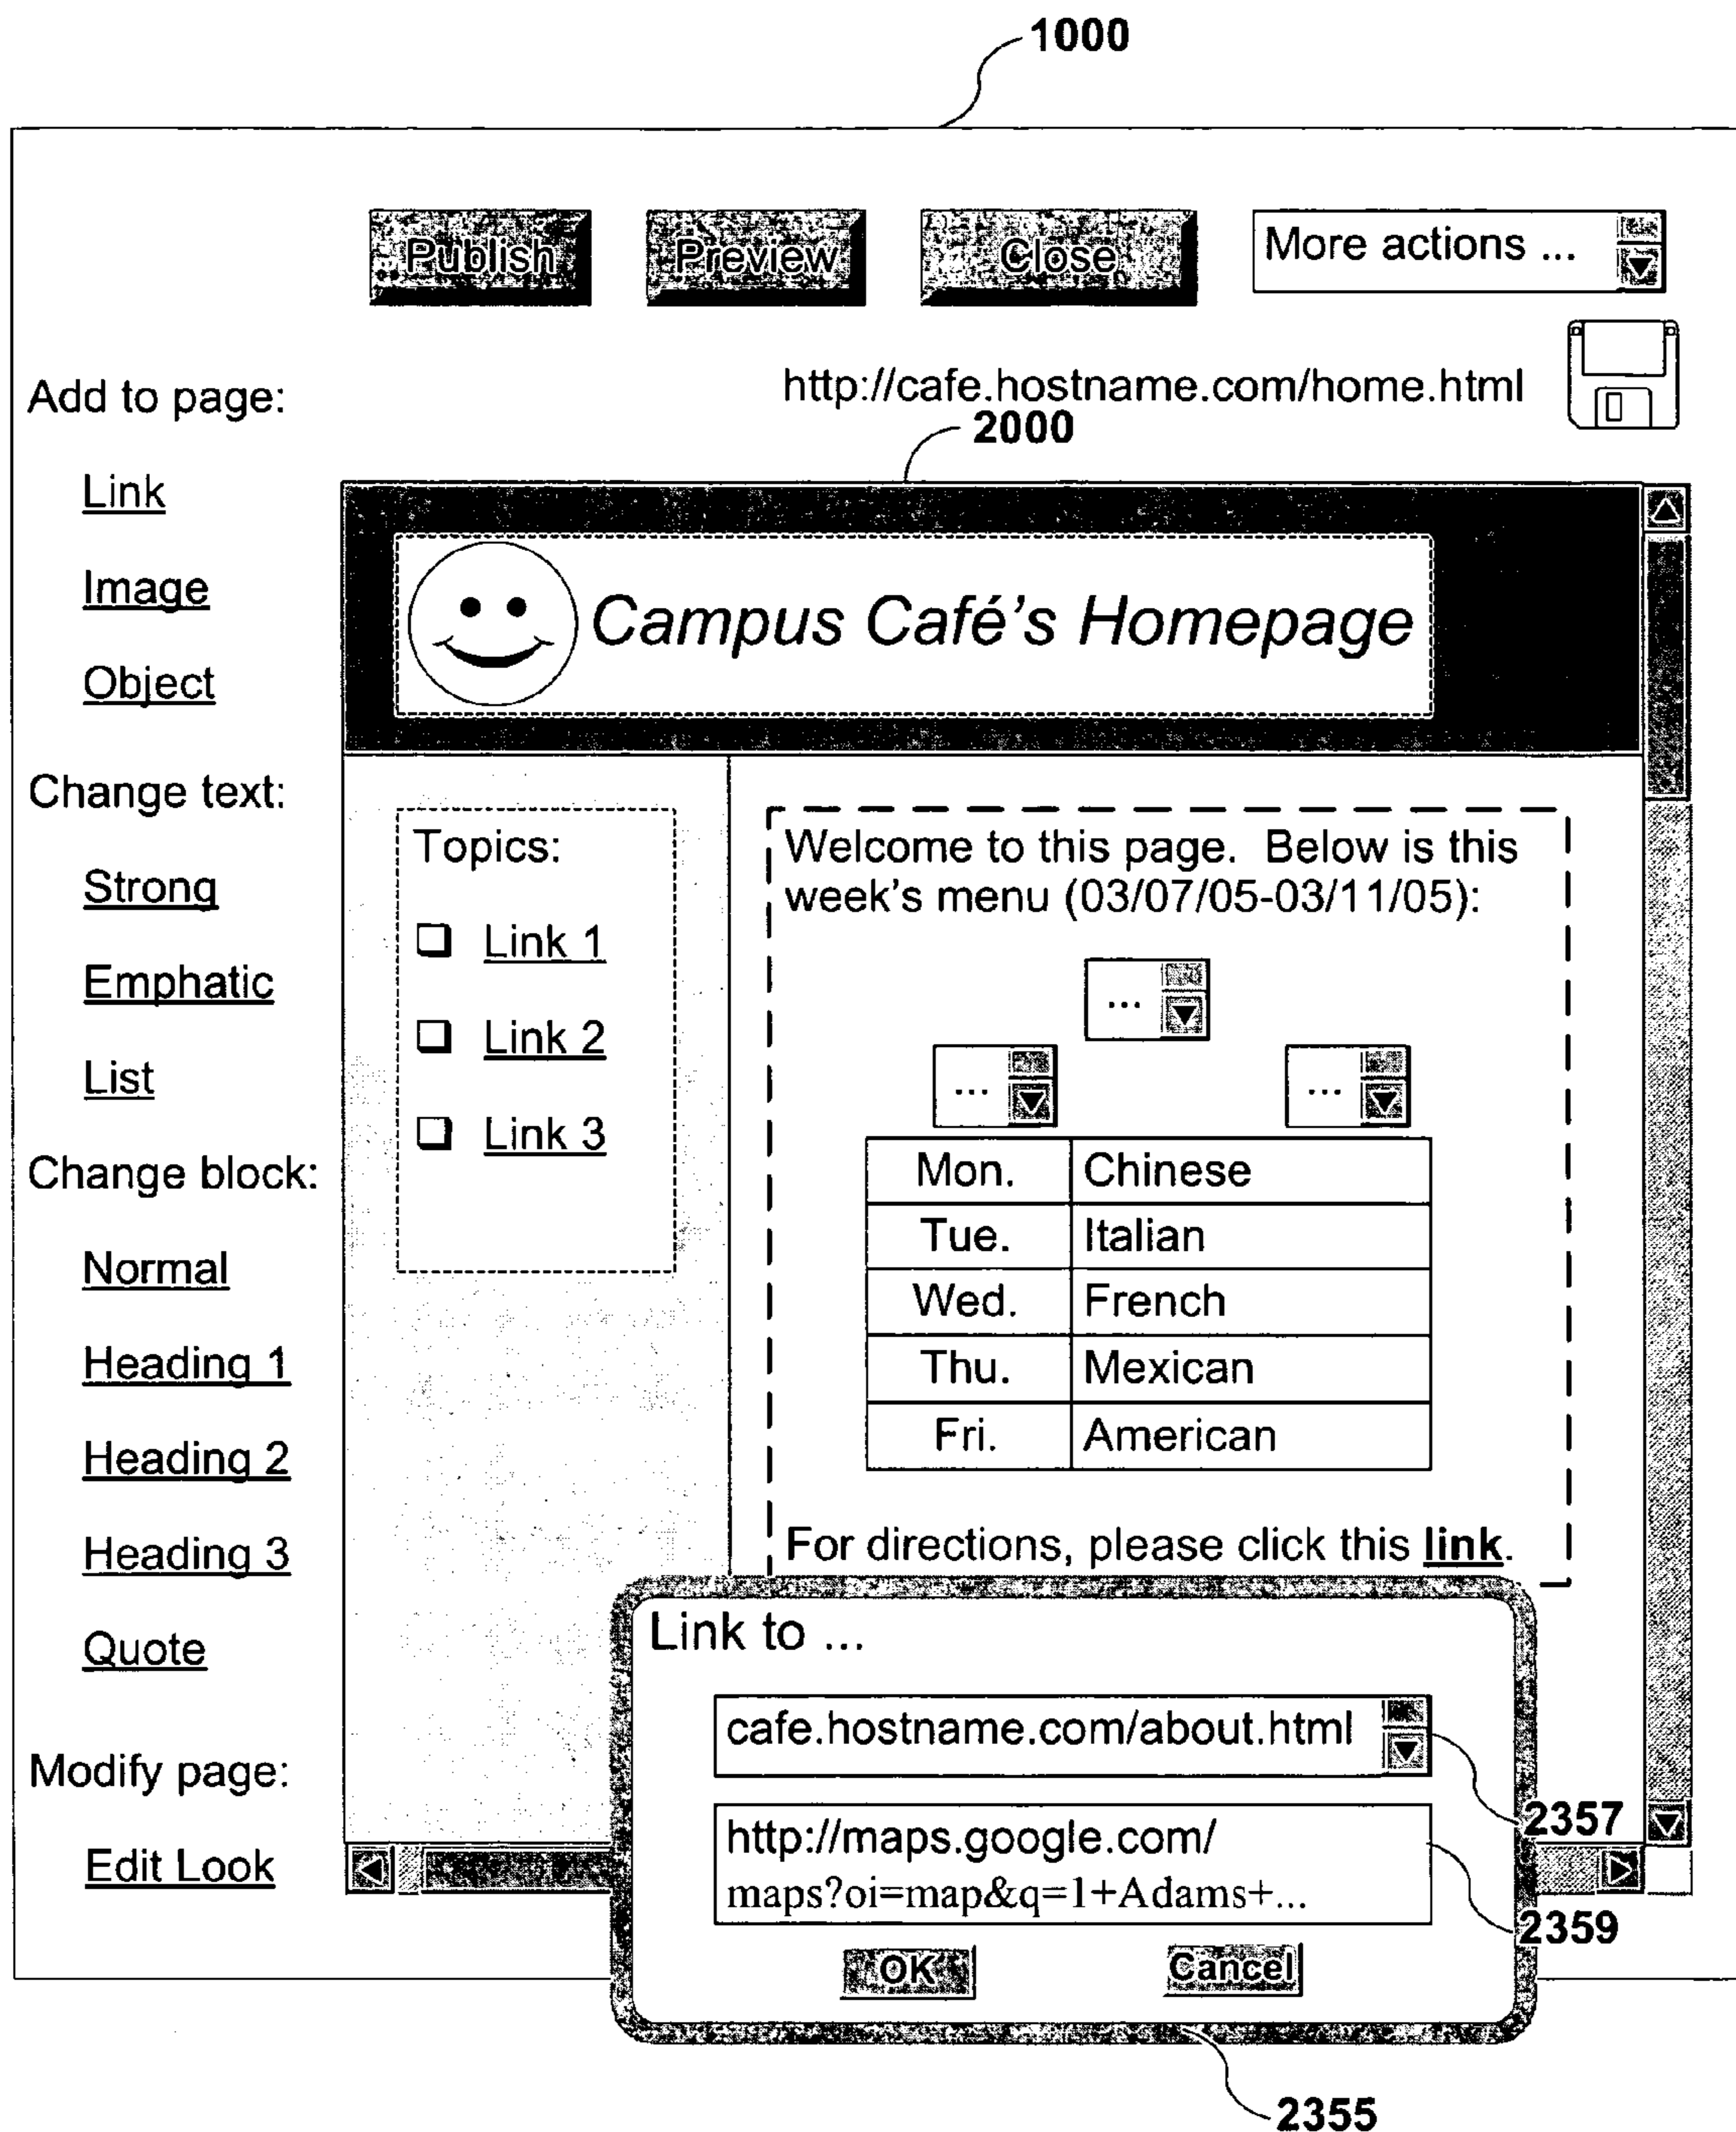 1000
Publish Preview Close More actions ...
http://cafe.hostname.com/home.html
2000
Add to page:
Link
Image
Object
Change text:
Strong
Emphatic
List
Change block:
Normal
Heading 1
Heading 2
Heading 3
Quote
Modify page:
Edit Look
Campus Café's Homepage
Topics:
Link 1
Link 2
Link 3
Welcome to this page. Below is this
week's menu (03/07/05-03/11/05):
...
... ...
Mon. Chinese
Tue. Italian
Wed. French
Thu. Mexican
Fri. American
For directions, please click this link.
Link to ...
cafe.hostname.com/about.html
2357
http://maps.google.com/
maps?oi=map&q=1+Adams+...
2359
OK Cancel
2355